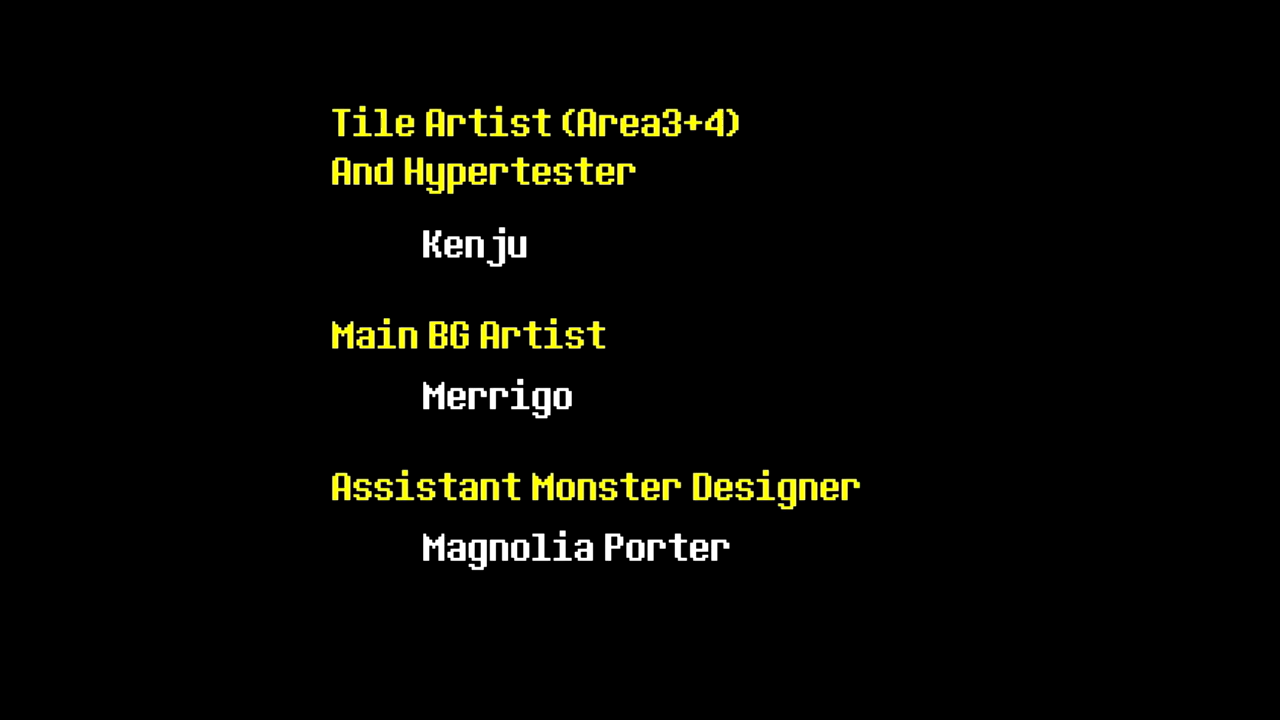 Tile Artist (Area3+4)
And Hypertester
Kenju
Main BG Artist
Merrigo
Assistant Monster Designer
Magnolia Porter